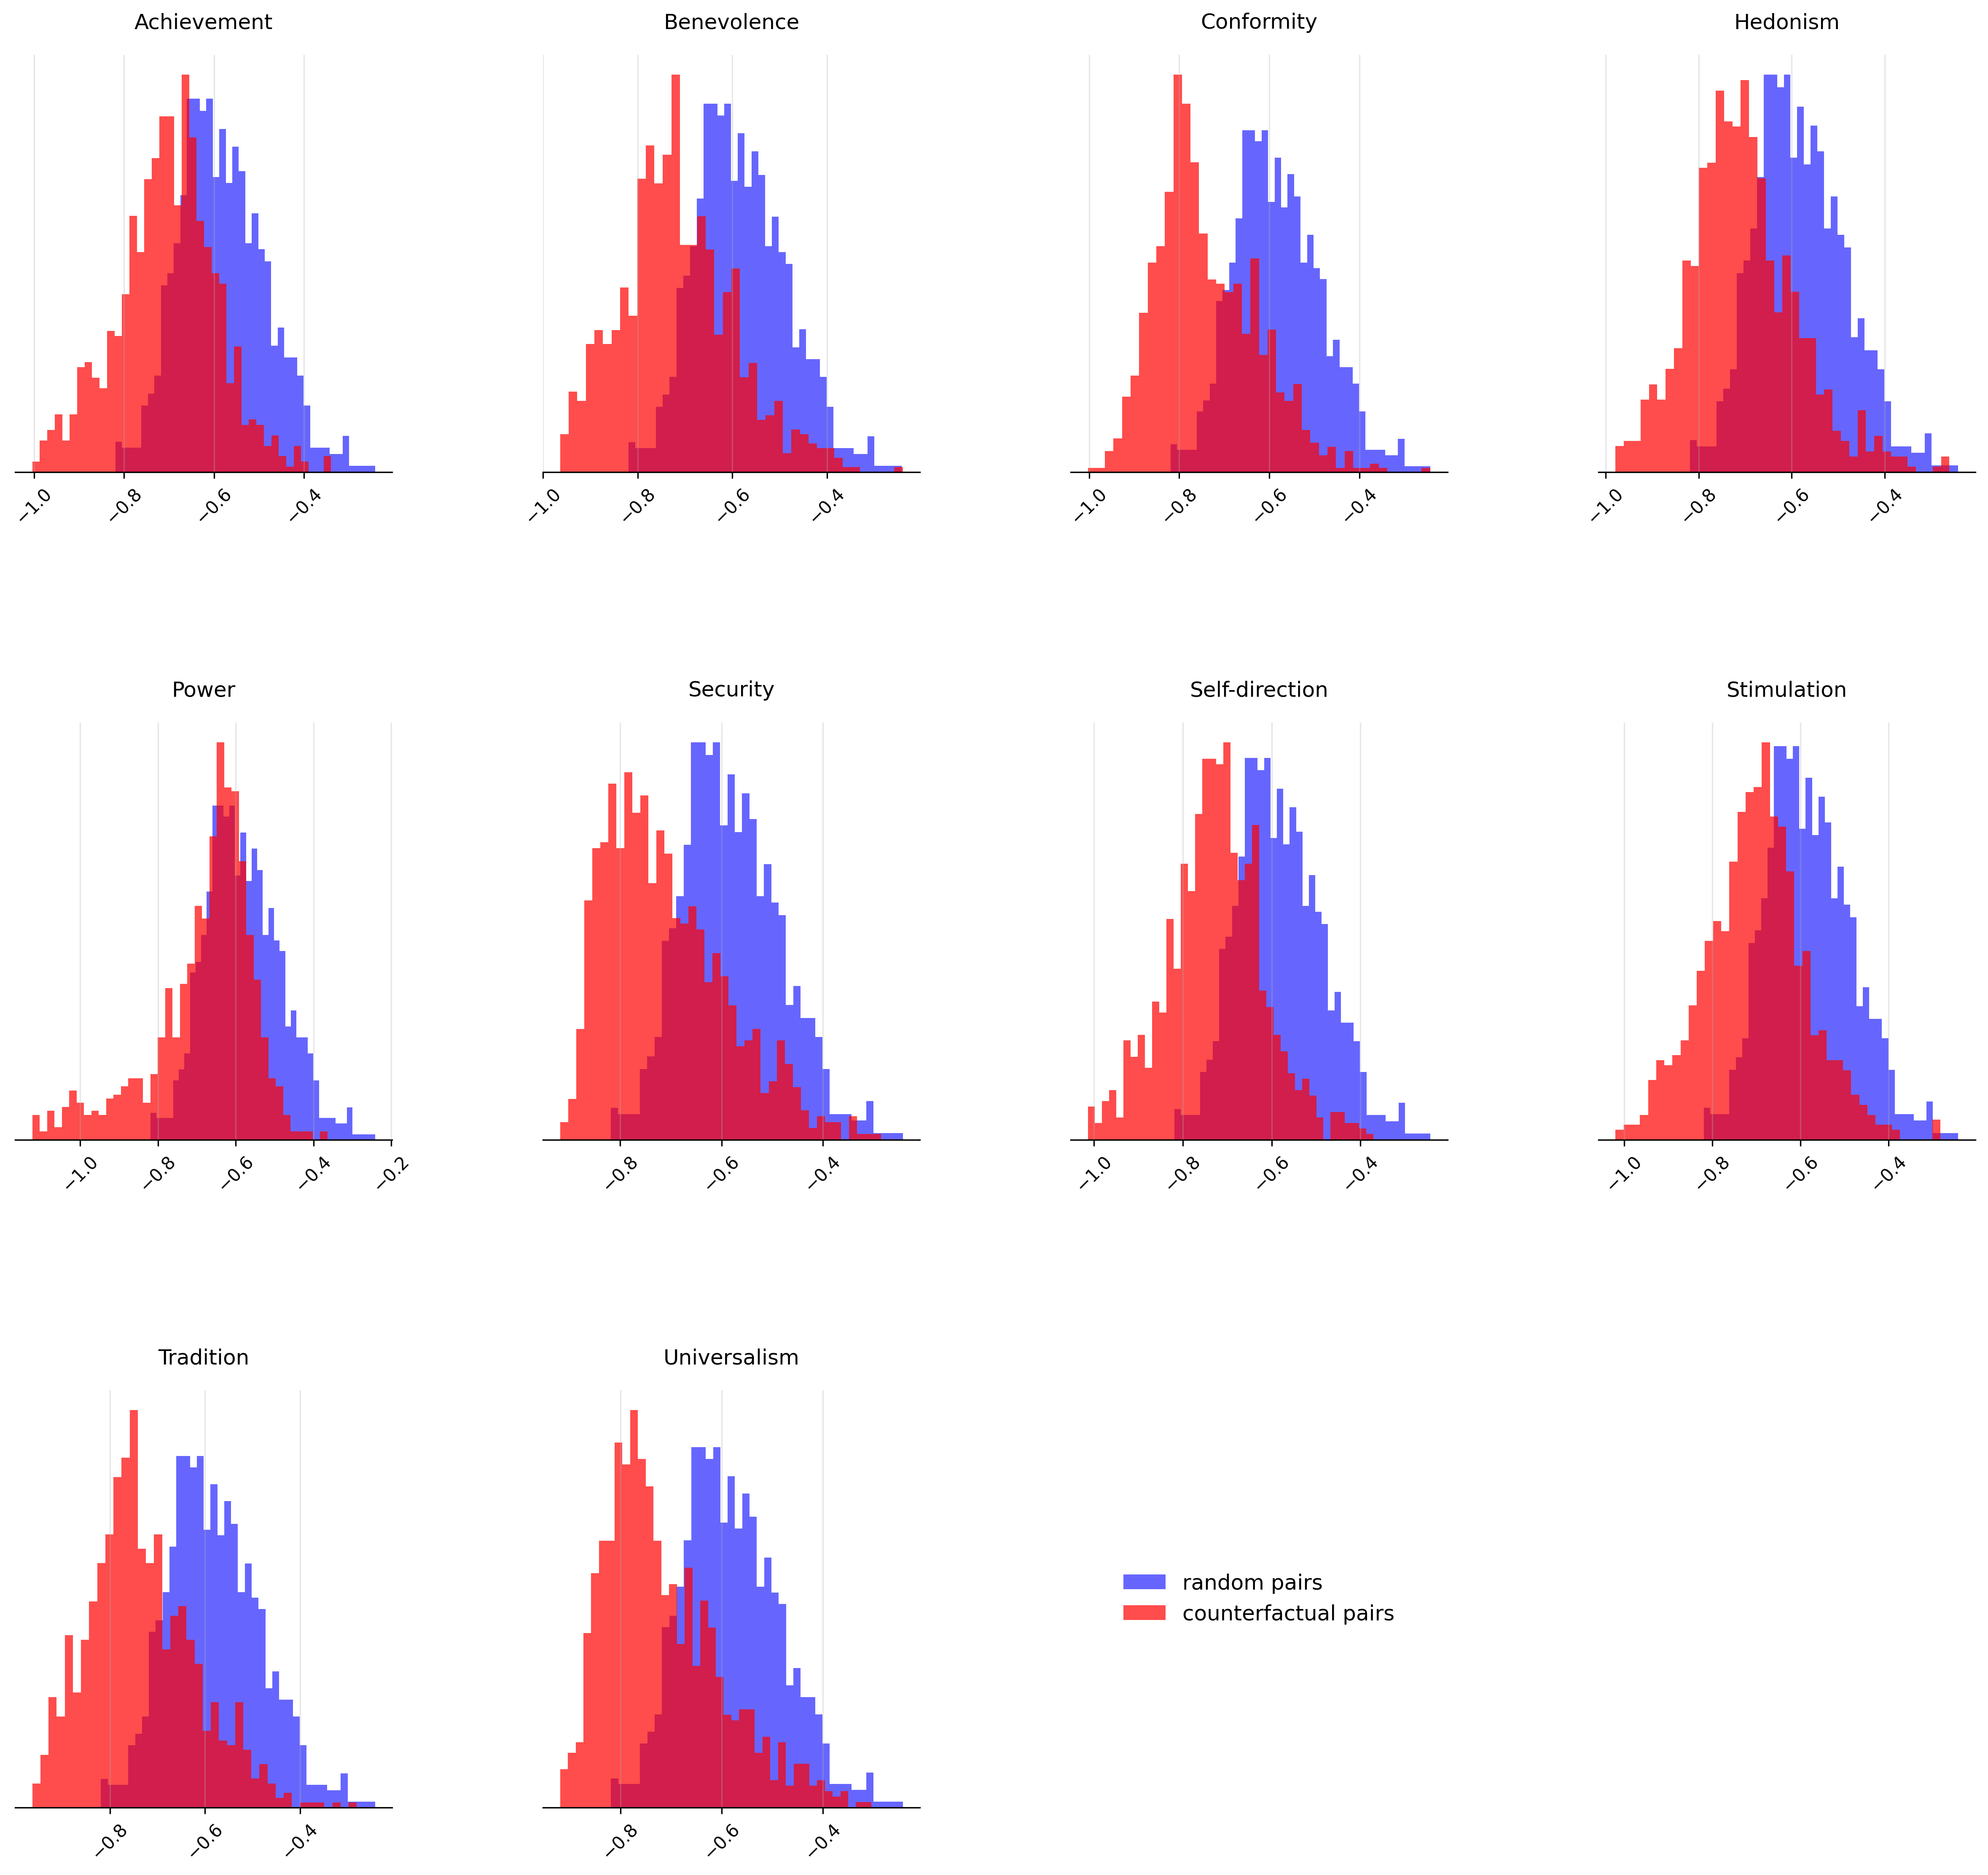 Achievement
Benevolence
Conformity
Hedonism
−1.0 −0.8 −0.6 −0.4
−1.0 −0.8 −0.6 −0.4
−1.0 −0.8 −0.6 −0.4
−1.0 −0.8 −0.6 −0.4
Power
Security
Self-direction
Stimulation
−1.0 −0.8 −0.6 −0.4 −0.2
−0.8 −0.6 −0.4
−1.0 −0.8 −0.6 −0.4
−1.0 −0.8 −0.6 −0.4
Tradition
Universalism
random pairs
counterfactual pairs
−0.8 −0.6 −0.4
−0.8 −0.6 −0.4